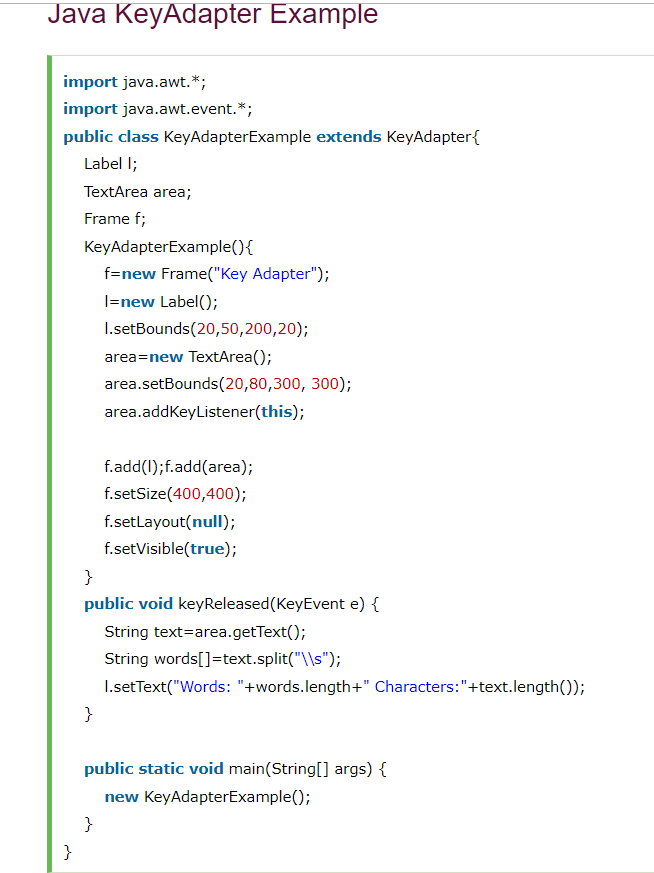 Java KeyAdapter Example
import java.awt.*;
import java.awt.event.*;
public class KeyAdapterExample extends KeyAdapter{
Label l;
TextArea area;
Frame f;
KeyAdapterExample(){
f=new Frame("Key Adapter");
l=new Label();
l.setBounds(20,50,200,20);
area=new TextArea();
area.setBounds(20,80,300, 300);
area.addKeyListener(this);
f.add(l);f.add(area);
f.setSize(400,400);
f.setLayout(null);
f.setVisible(true);
}
public void keyReleased(KeyEvent e) {
String text=area.getText();
String words[]=text.split("\\s");
l.setText("Words: "+words.length+" Characters:"+text.length());
}
public static void main(String[] args) {
new KeyAdapterExample();
}
}